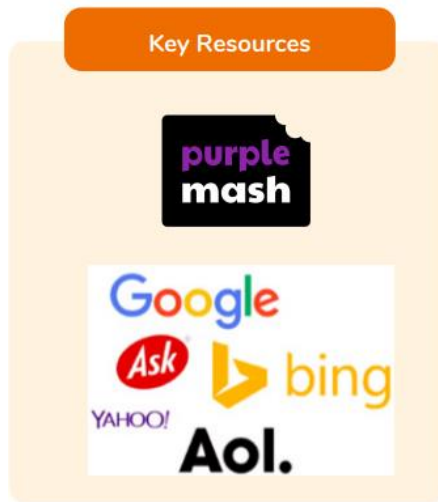 Key Resources
purple
mash
Google
Ask
bing
YAHOO!
Aol.